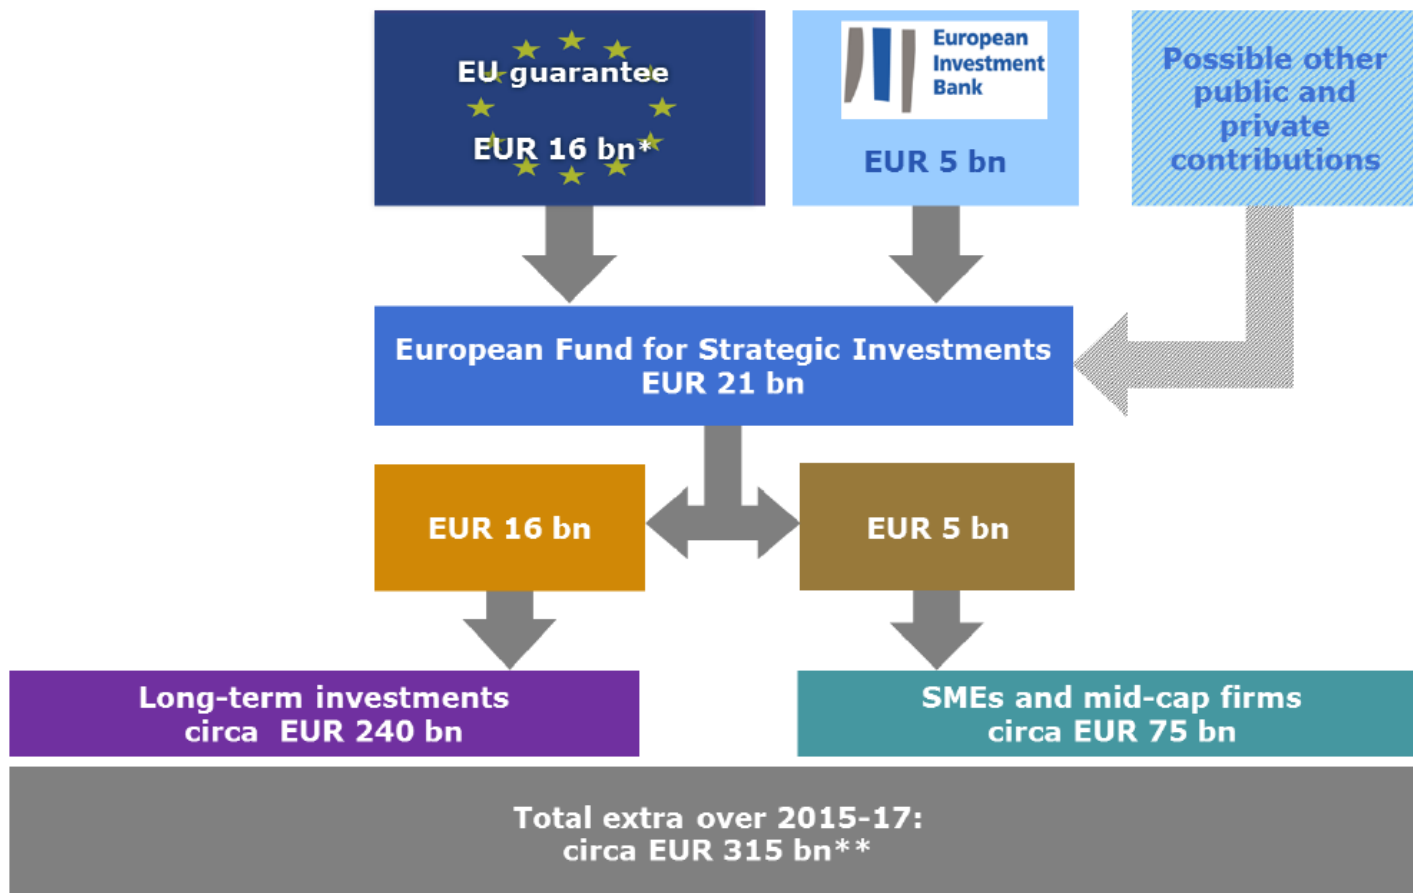 EU guarantee
EUR 16 bn*
European
Investment
Bank
EUR 5 bn
Possible other
public and
private
contributions
European Fund for Strategic Investments
EUR 21 bn
EUR 16 bn
EUR 5 bn
Long-term investments
circa EUR 240 bn
SMEs and mid-cap firms
circa EUR 75 bn
Total extra over 2015-17:
circa EUR 315 bn**